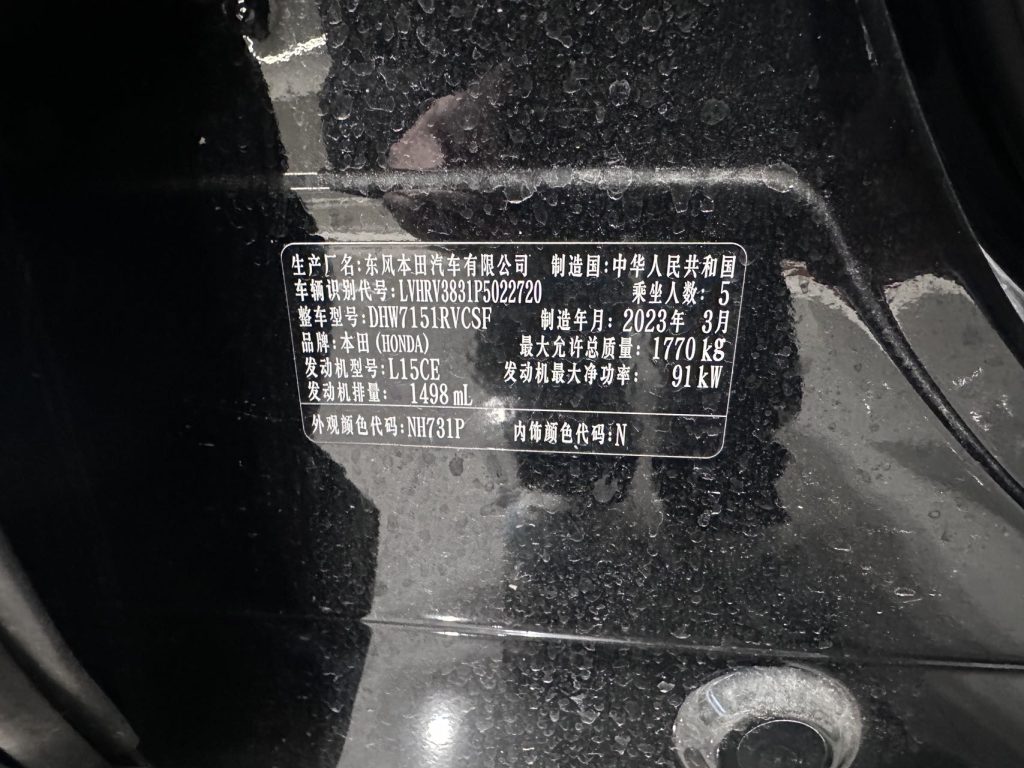 生产厂名:东风本田汽车有限公司 制造国:中华人民共和国
车辆识别代号:LVHRV3831P5022720 乘坐人数: 5
整车型号:DHW7151RVCSF 制造年月: 2023年 3月
品牌:本田(HONDA) 最大允许总质量: 1770 kg
发动机型号:L15CE 发动机最大净功率: 91 kW
发动机排量: 1498 mL
外观颜色代码:NH731P 内饰颜色代码:N